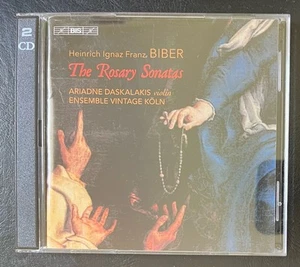 2
CD
BIS
Heinrich Ignaz Franz BIBER
The Rosary Sonatas
ARIADNE DASKALAKIS violin
ENSEMBLE VINTAGE KÖLN